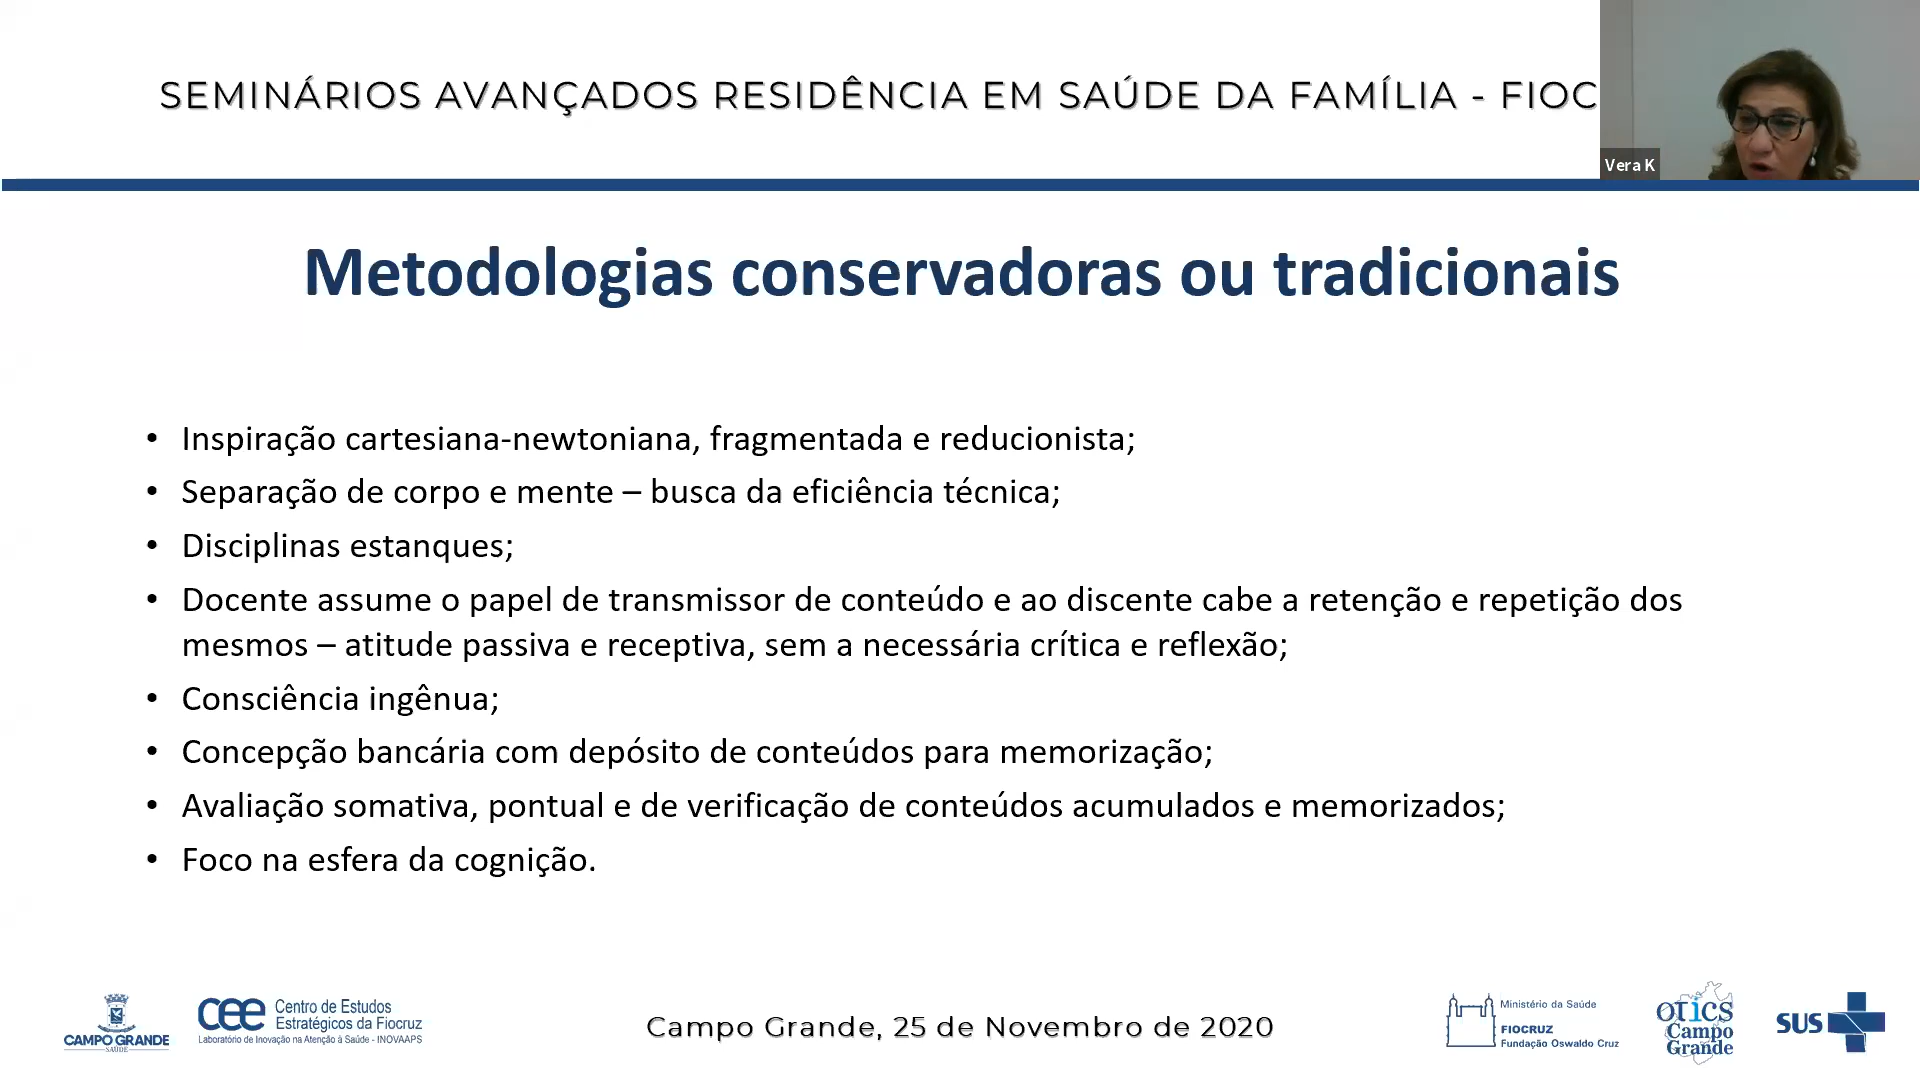 SEMINÁRIOS AVANÇADOS RESIDÊNCIA EM SAÚDE DA FAMÍLIA - FIOC
Vera K
Metodologias conservadoras ou tradicionais
• Inspiração cartesiana-newtoniana, fragmentada e reducionista;
• Separação de corpo e mente – busca da eficiência técnica;
• Disciplinas estanques;
• Docente assume o papel de transmissor de conteúdo e ao discente cabe a retenção e repetição dos
mesmos – atitude passiva e receptiva, sem a necessária crítica e reflexão;
• Consciência ingênua;
• Concepção bancária com depósito de conteúdos para memorização;
• Avaliação somativa, pontual e de verificação de conteúdos acumulados e memorizados;
• Foco na esfera da cognição.
CAMPO GRANDE
SAÚDE
cee
Centro de Estudos
Estratégicos da Fiocruz
Laboratório de Inovação na Atenção à Saúde - INOVAAPS
Campo Grande, 25 de Novembro de 2020
Ministério da Saúde
FIOCRUZ
Fundação Oswaldo Cruz
OTICS
Campo
Grande
SUS